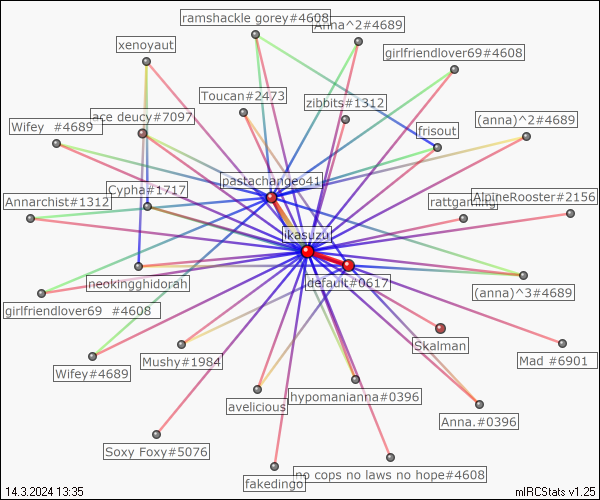 ramshackle gorey#4608
Anna^2#4689
xenoyaut
girlfriendlover69#4608
Toucan#2473
zibbits#1312
ace deucy#7097
Wifey #4689
frisout
(anna)^2#4689
pastachangeo41
Cypha#1717
Annarchist#1312
AlpineRooster#2156
ikasuzu
neokingghidorah
default#0617
(anna)^3#4689
girlfriendlover69 #4608
Skalman
Mushy#1984
Mad #6901
Wifey#4689
hypomanianna#0396
avelicious
Anna.#0396
Soxy Foxy#5076
no cops no laws no hope#4608
fakedingo
14.3.2024 13:35
mIRCStats v1.25